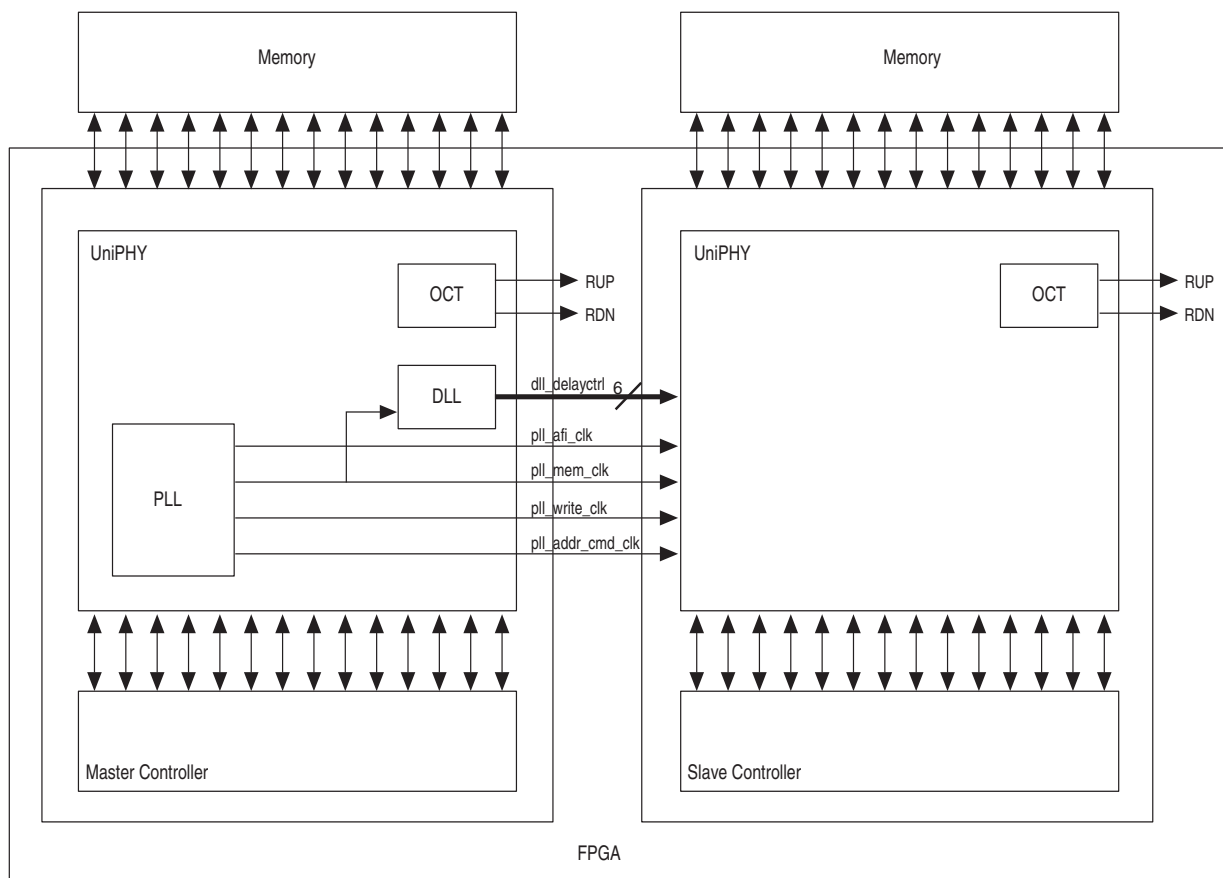 Memory
Memory
UniPHY
UniPHY
OCT
RUP
RDN
OCT
RUP
RDN
DLL
dll_delayctrl
6
pll_afi_clk
PLL
pll_mem_clk
pll_write_clk
pll_addr_cmd_clk
Master Controller
Slave Controller
FPGA